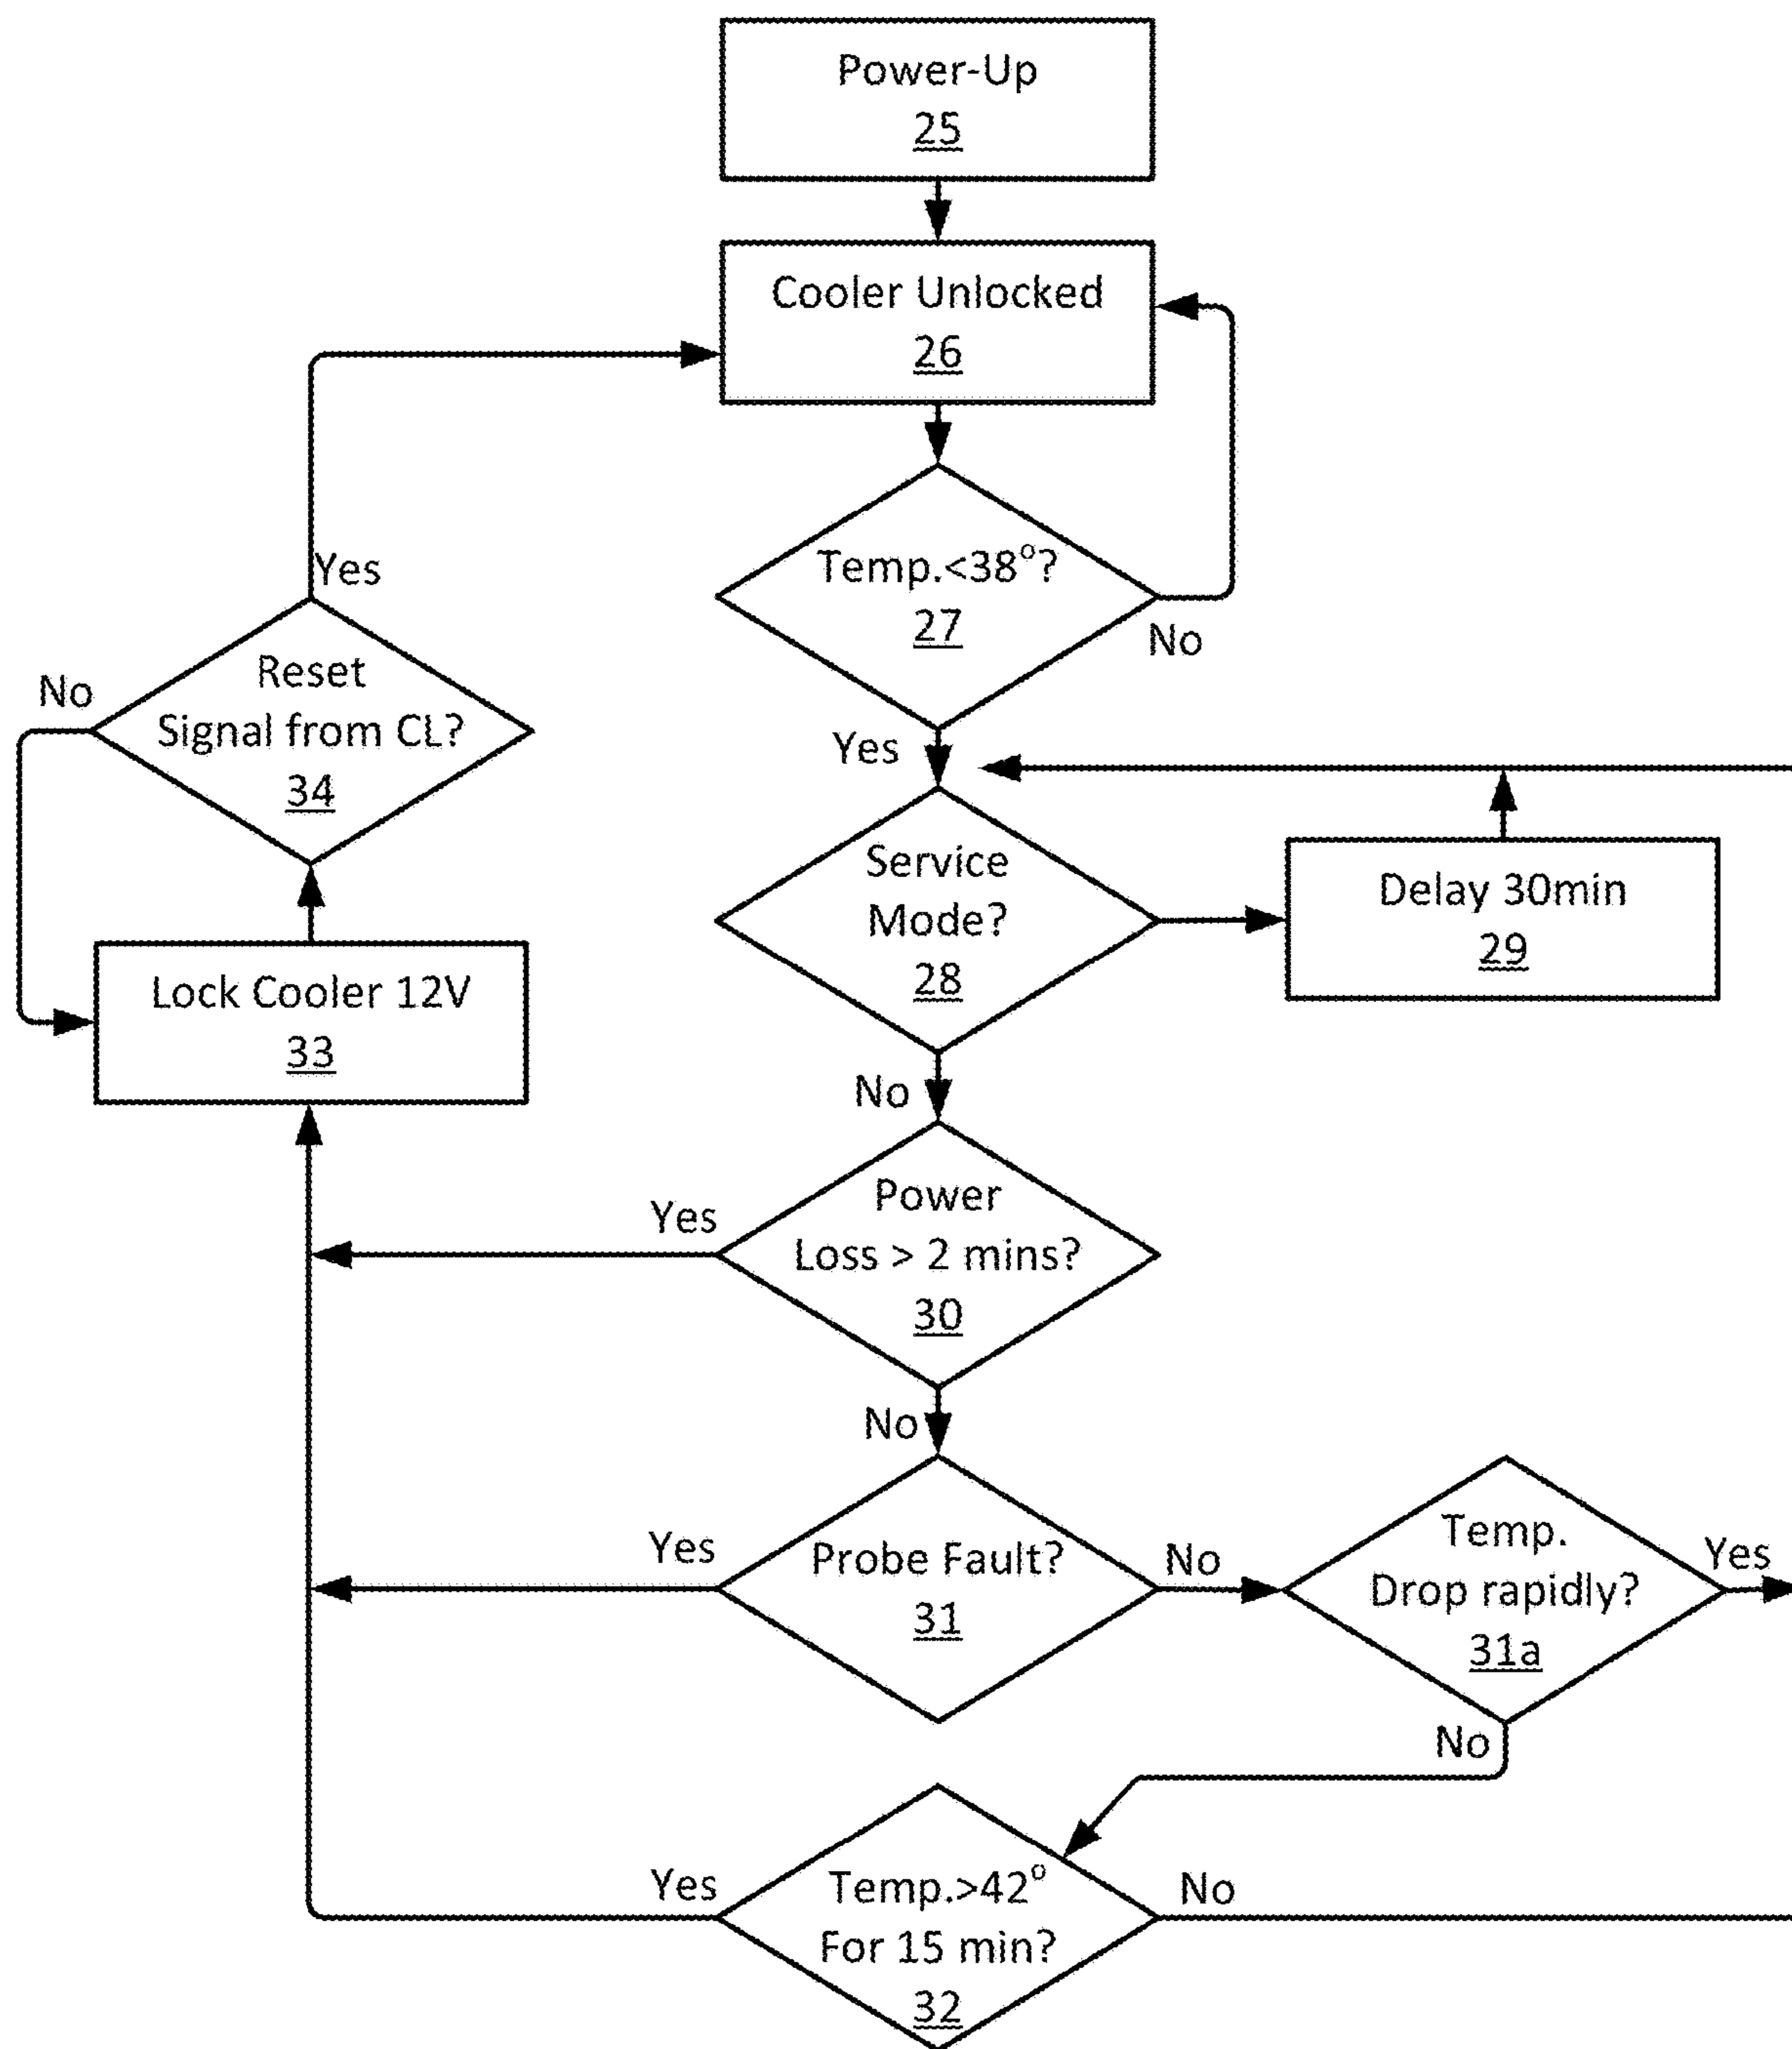 Power-Up
25
Cooler Unlocked
26
Temp.<38°?
27
No
Yes
Yes
Reset
Signal from CL?
34
No
Service
Mode?
28
Delay 30min
29
Lock Cooler 12V
33
No
Power
Loss > 2 mins?
30
Yes
No
Probe Fault?
31
Yes
No
Temp.
Drop rapidly?
31a
Yes
No
Temp.>42°
For 15 min?
32
Yes
No